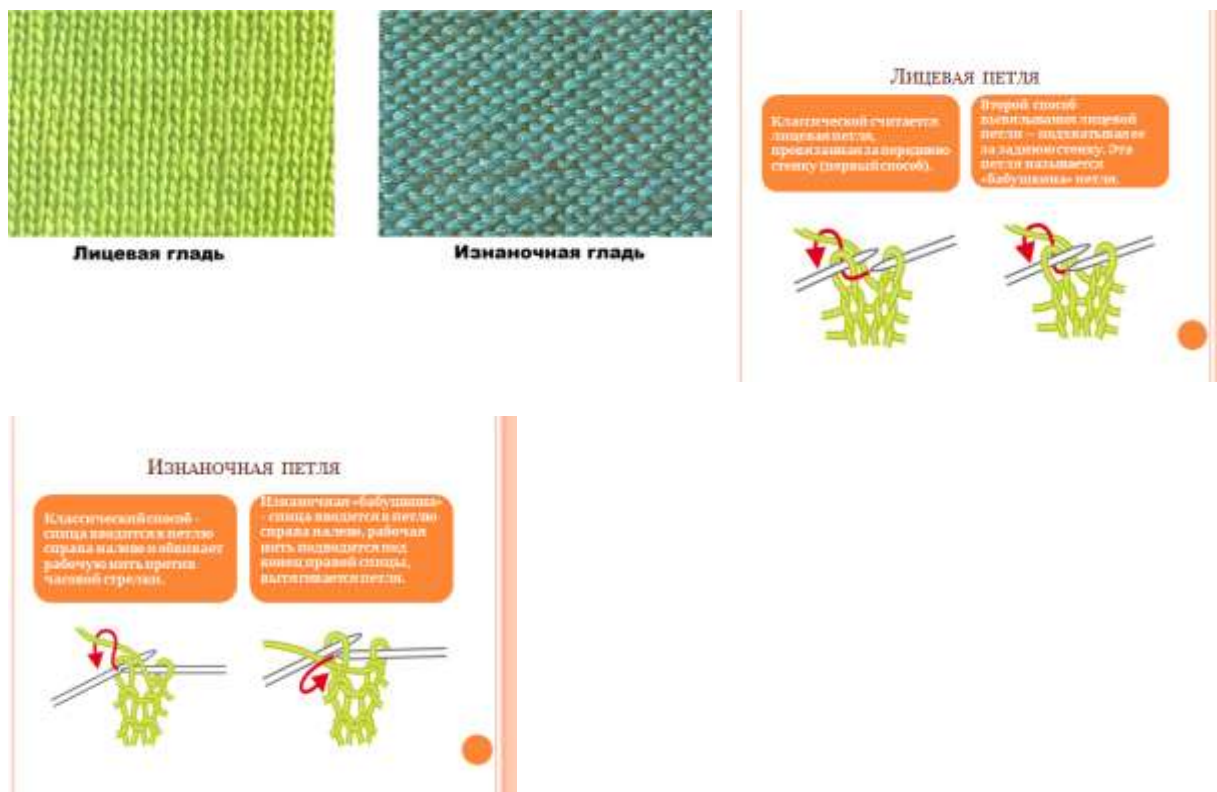 Лицевая гладь
Изнаночная гладь
Лицевая петля
Классической считается
лицевая петля,
провязанная за переднюю
стенку (первый способ).
Второй способ
вывязывания лицевой
петли – подхватывая ее
за заднюю стенку. Эта
петля называется
«бабушкина» петля.
Изнаночная петля
Классический способ -
спица вводится в петлю
справа налево и обвивает
рабочую нить против
часовой стрелки.
Изнаночная «бабушкина»
- спица вводится в петлю
справа налево, рабочая
нить подводится под
конец правой спицы,
вытягивается петля.